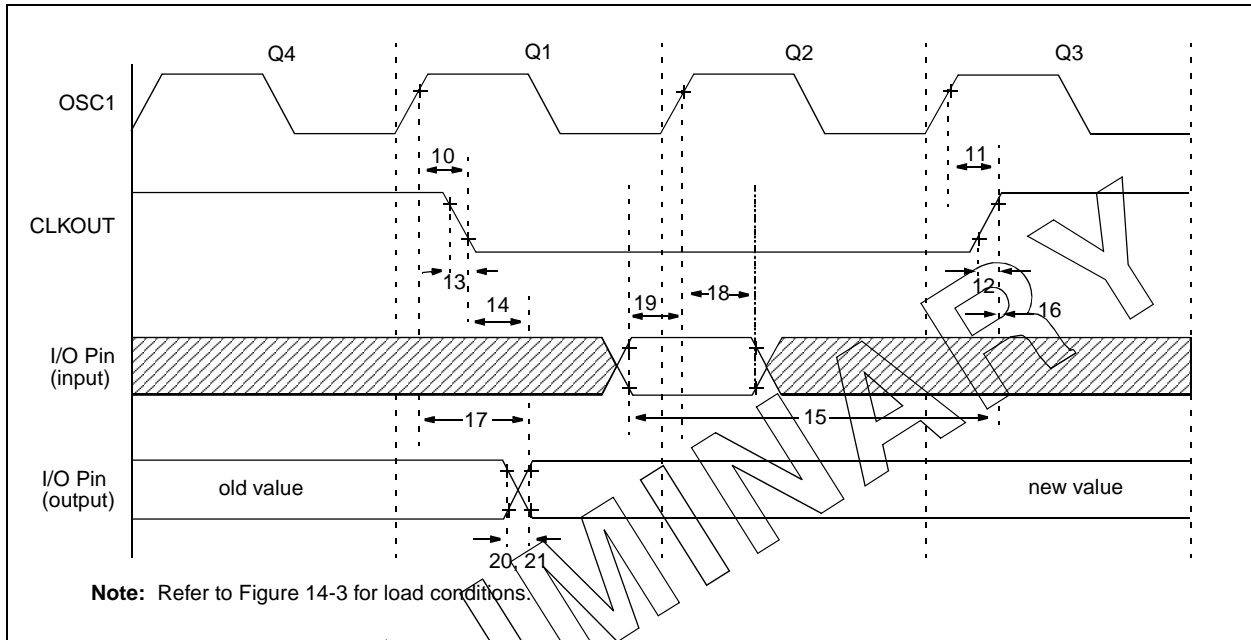 Q4 Q1 Q2 Q3
OSC1
10 11
CLKOUT
13 12
14 19 18 16
I/O Pin
(input)
17 15
I/O Pin
(output)
old value new value
20, 21
Note: Refer to Figure 14-3 for load conditions.
IMINARY